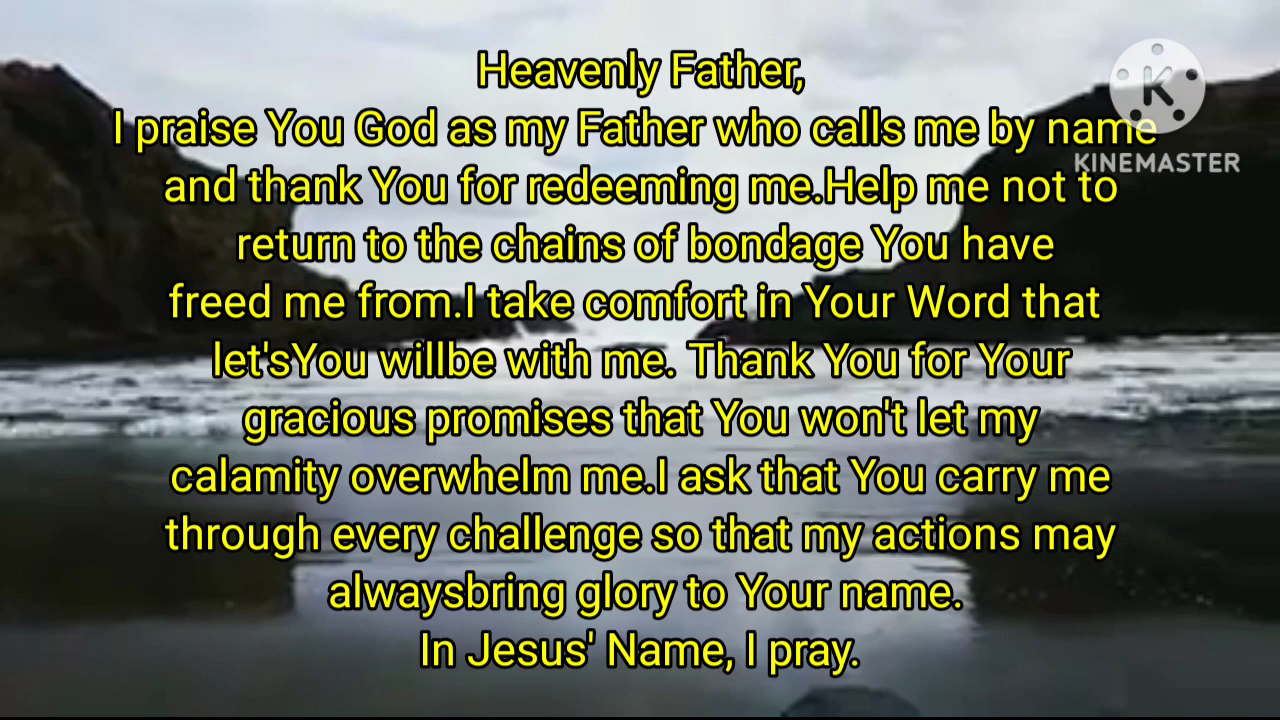 Heavenly Father,
I praise You God as my Father who calls me by name
and thank You for redeeming me.Help me not to
return to the chains of bondage You have
freed me from.I take comfort in Your Word that
let'sYou willbe with me. Thank You for Your
gracious promises that You won't let my
calamity overwhelm me.I ask that You carry me
through every challenge so that my actions may
alwaysbring glory to Your name.
In Jesus' Name, I pray.
K
KINEMASTER